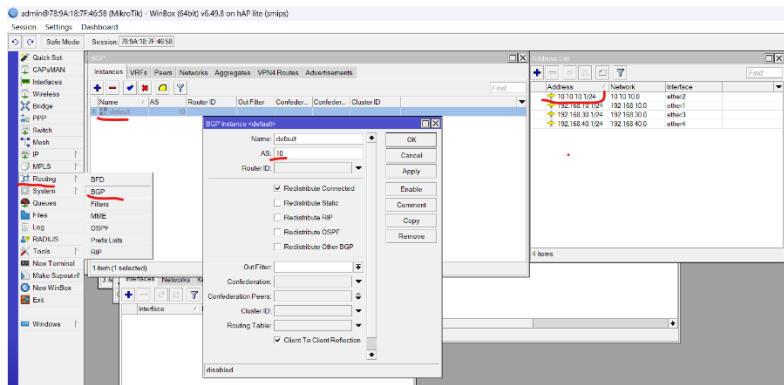 admin@78:9A:18:7F:46:58 (MikroTik) - WinBox (64bit) v6.49.8 on hAP lite (smips)
Session Settings Dashboard
Safe Mode Session: 78:9A:18:7F:46:58
Quick Set
CAPsMAN
Interfaces
Wireless
Bridge
PPP
Switch
Mesh
IP
MPLS
Routing
System
Queues
Files
Log
RADIUS
Tools
New Terminal
Make Supout.rif
New WinBox
Exit
Windows
BFD
BGP
Filters
MME
OSPF
Prefix Lists
RIP
BGP
Instances VRFs Peers Networks Aggregates VPN4 Routes Advertisements
Find
Name AS Router ID Out Filter Confeder... Confeder... Cluster ID
default
1 item (1 selected)
Interfaces Networks
Interface
BGP Instance <default>
Name: default
AS: 10
Router ID:
Redistribute Connected
Redistribute Static
Redistribute RIP
Redistribute OSPF
Redistribute Other BGP
Out Filter:
Confederation:
Confederation Peers:
Cluster ID:
Routing Table:
Client To Client Reflection
disabled
OK
Cancel
Apply
Enable
Comment
Copy
Remove
Address List
Find
Address Network Interface
10.10.10.1/24 10.10.10.0 ether2
192.168.10.1/24 192.168.10.0 ether1
192.168.30.1/24 192.168.30.0 ether3
192.168.40.1/24 192.168.40.0 ether4
4 items